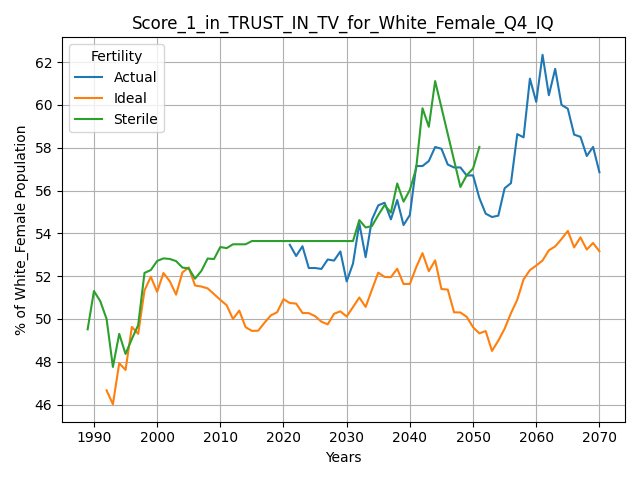 Score_1_in_TRUST_IN_TV_for_White_Female_Q4_IQ
Fertility
Actual
Ideal
Sterile
% of White_Female Population
62
60
58
56
54
52
50
48
46
1990 2000 2010 2020 2030 2040 2050 2060 2070
Years